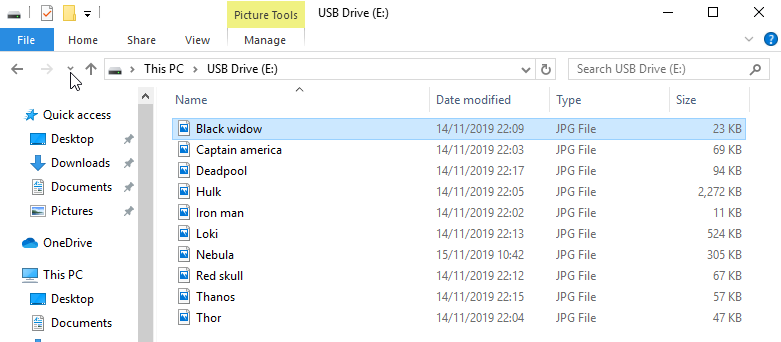 Picture Tools USB Drive (E:)
File Home Share View Manage
This PC USB Drive (E:) Search USB Drive (E:)
Quick access
Desktop
Downloads
Documents
Pictures
OneDrive
This PC
Desktop
Documents
Name Date modified Type Size
Black widow 14/11/2019 22:09 JPG File 23 KB
Captain america 14/11/2019 22:03 JPG File 69 KB
Deadpool 14/11/2019 22:17 JPG File 94 KB
Hulk 14/11/2019 22:05 JPG File 2,272 KB
Iron man 14/11/2019 22:02 JPG File 11 KB
Loki 14/11/2019 22:13 JPG File 524 KB
Nebula 15/11/2019 10:42 JPG File 305 KB
Red skull 14/11/2019 22:12 JPG File 67 KB
Thanos 14/11/2019 22:15 JPG File 57 KB
Thor 14/11/2019 22:04 JPG File 47 KB